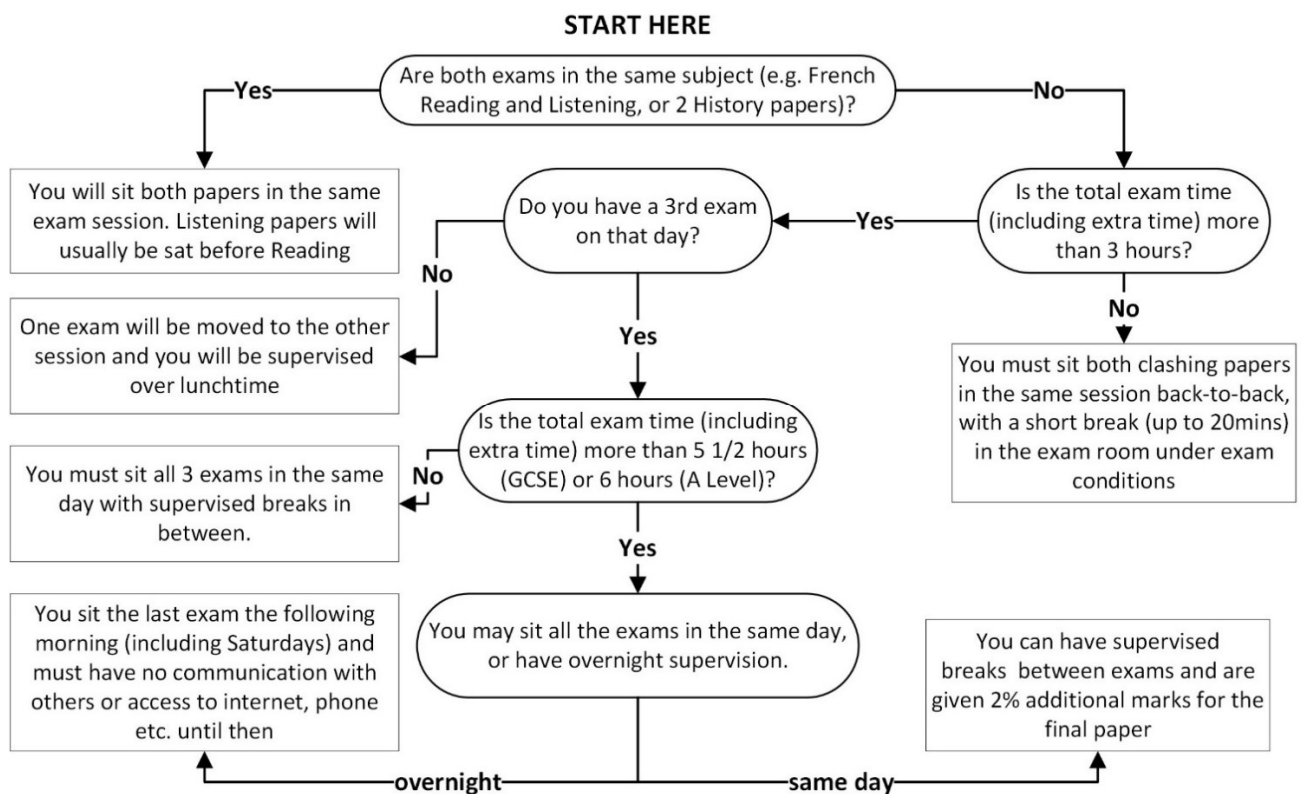 START HERE
Are both exams in the same subject (e.g. French
Reading and Listening, or 2 History papers)?
Yes
No
You will sit both papers in the same
exam session. Listening papers will
usually be sat before Reading
Do you have a 3rd exam
on that day?
Yes
Is the total exam time
(including extra time) more
than 3 hours?
No
One exam will be moved to the other
session and you will be supervised
over lunchtime
Yes
No
You must sit both clashing papers
in the same session back-to-back,
with a short break (up to 20mins)
in the exam room under exam
conditions
Is the total exam time (including
extra time) more than 5 1/2 hours
(GCSE) or 6 hours (A Level)?
No
You must sit all 3 exams in the same
day with supervised breaks in
between.
Yes
You may sit all the exams in the same day,
or have overnight supervision.
You sit the last exam the following
morning (including Saturdays) and
must have no communication with
others or access to internet, phone
etc. until then
You can have supervised
breaks between exams and are
given 2% additional marks for the
final paper
overnight
same day